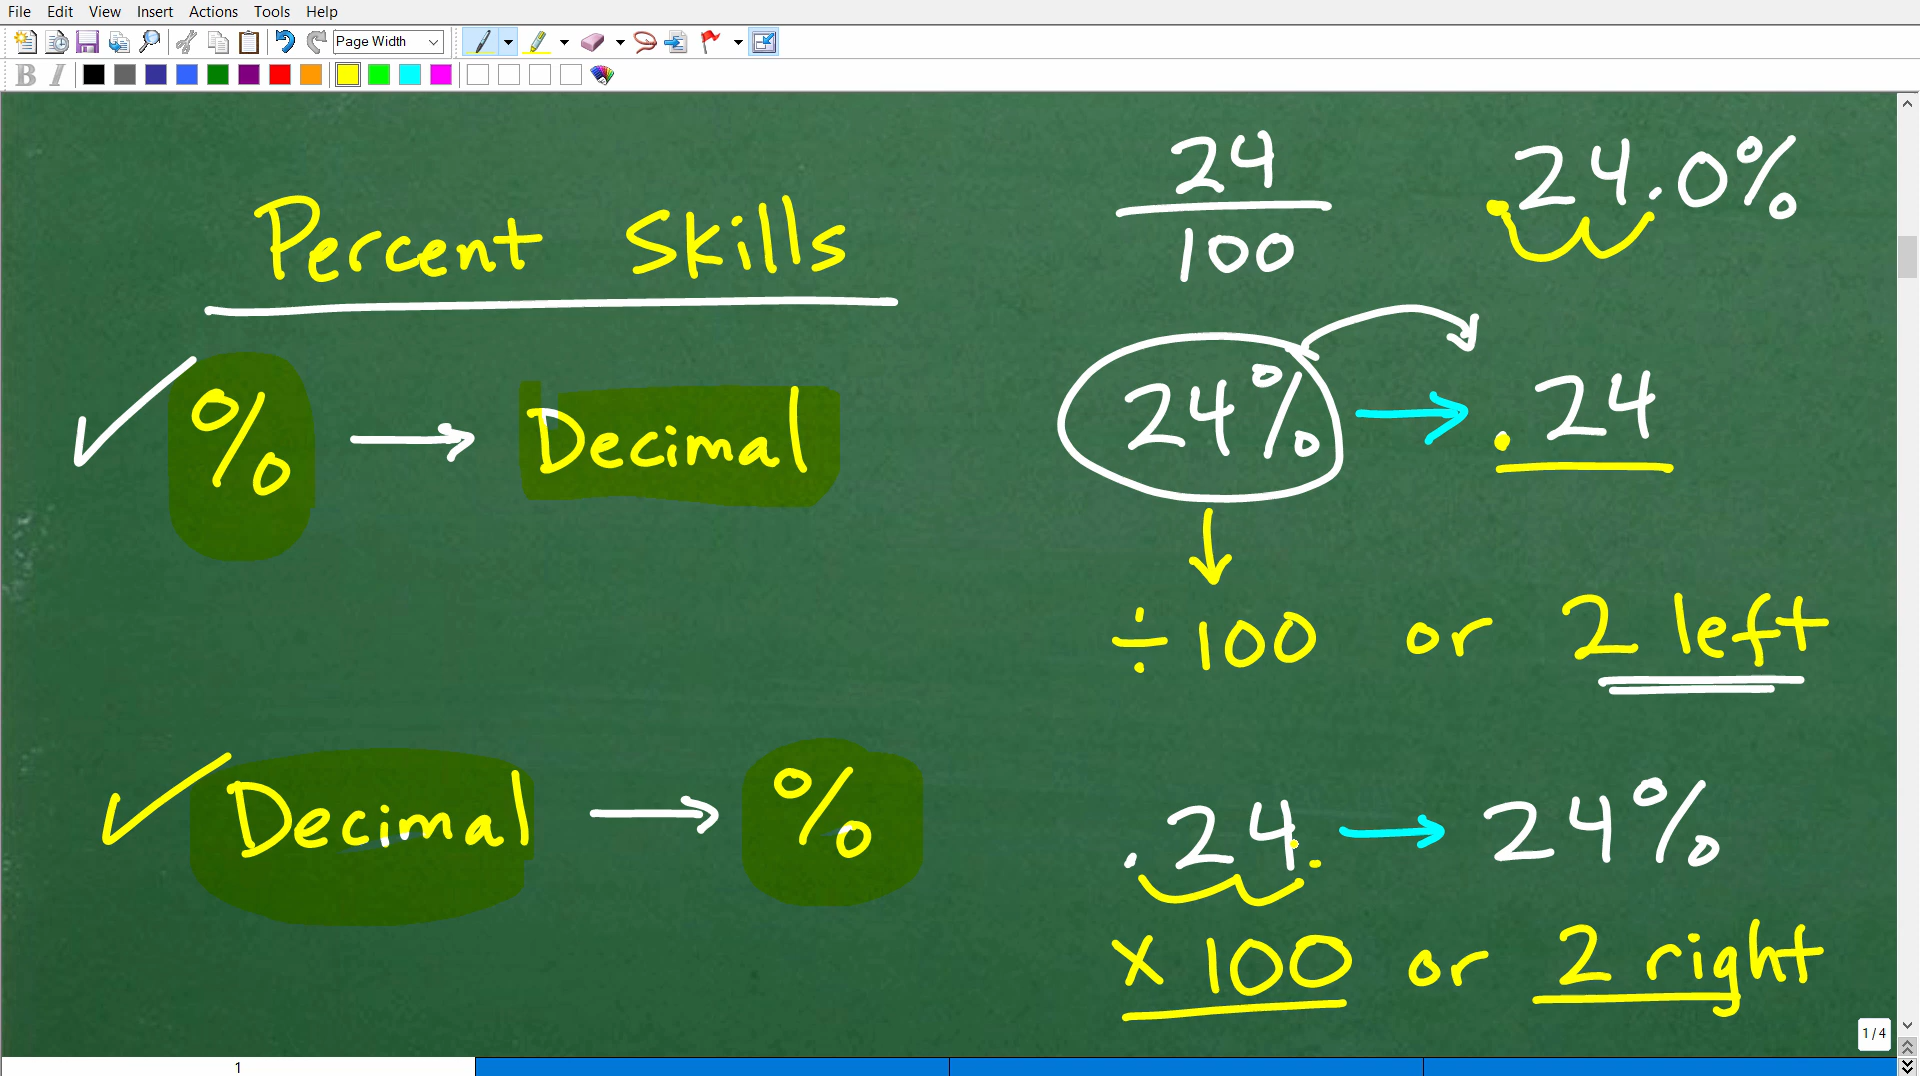 File Edit View Insert Actions Tools Help
Page Width
B I
Percent Skills
% → Decimal
24
100
.24.0%
24% → .24
÷ 100 or 2 left
Decimal → %
.24. → 24%
x 100 or 2 right
1 / 4
1